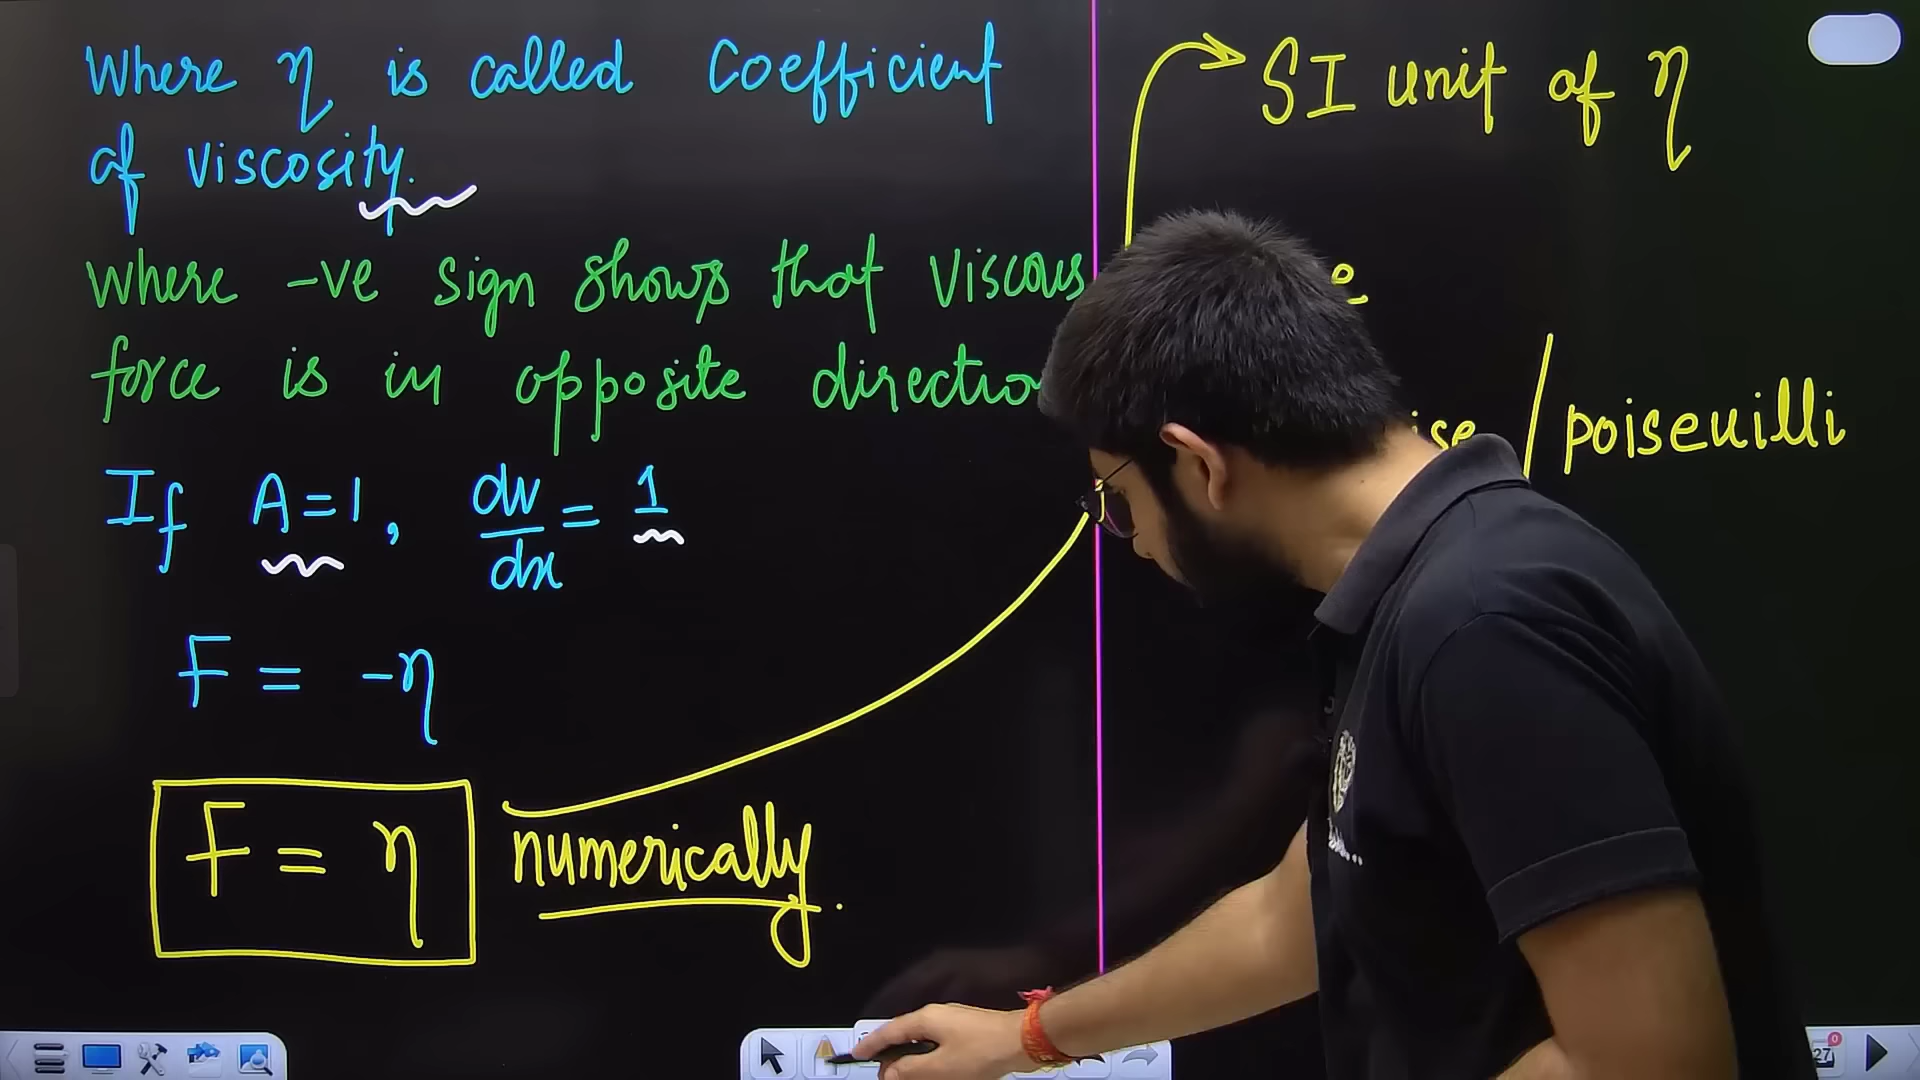 Where η is called Coefficient
of viscosity.
where -ve sign shows that viscous
force is in opposite
If A=1, dv/dx = 1
F = -η
F = η numerically.
SI unit of η
/ poiseuilli
27